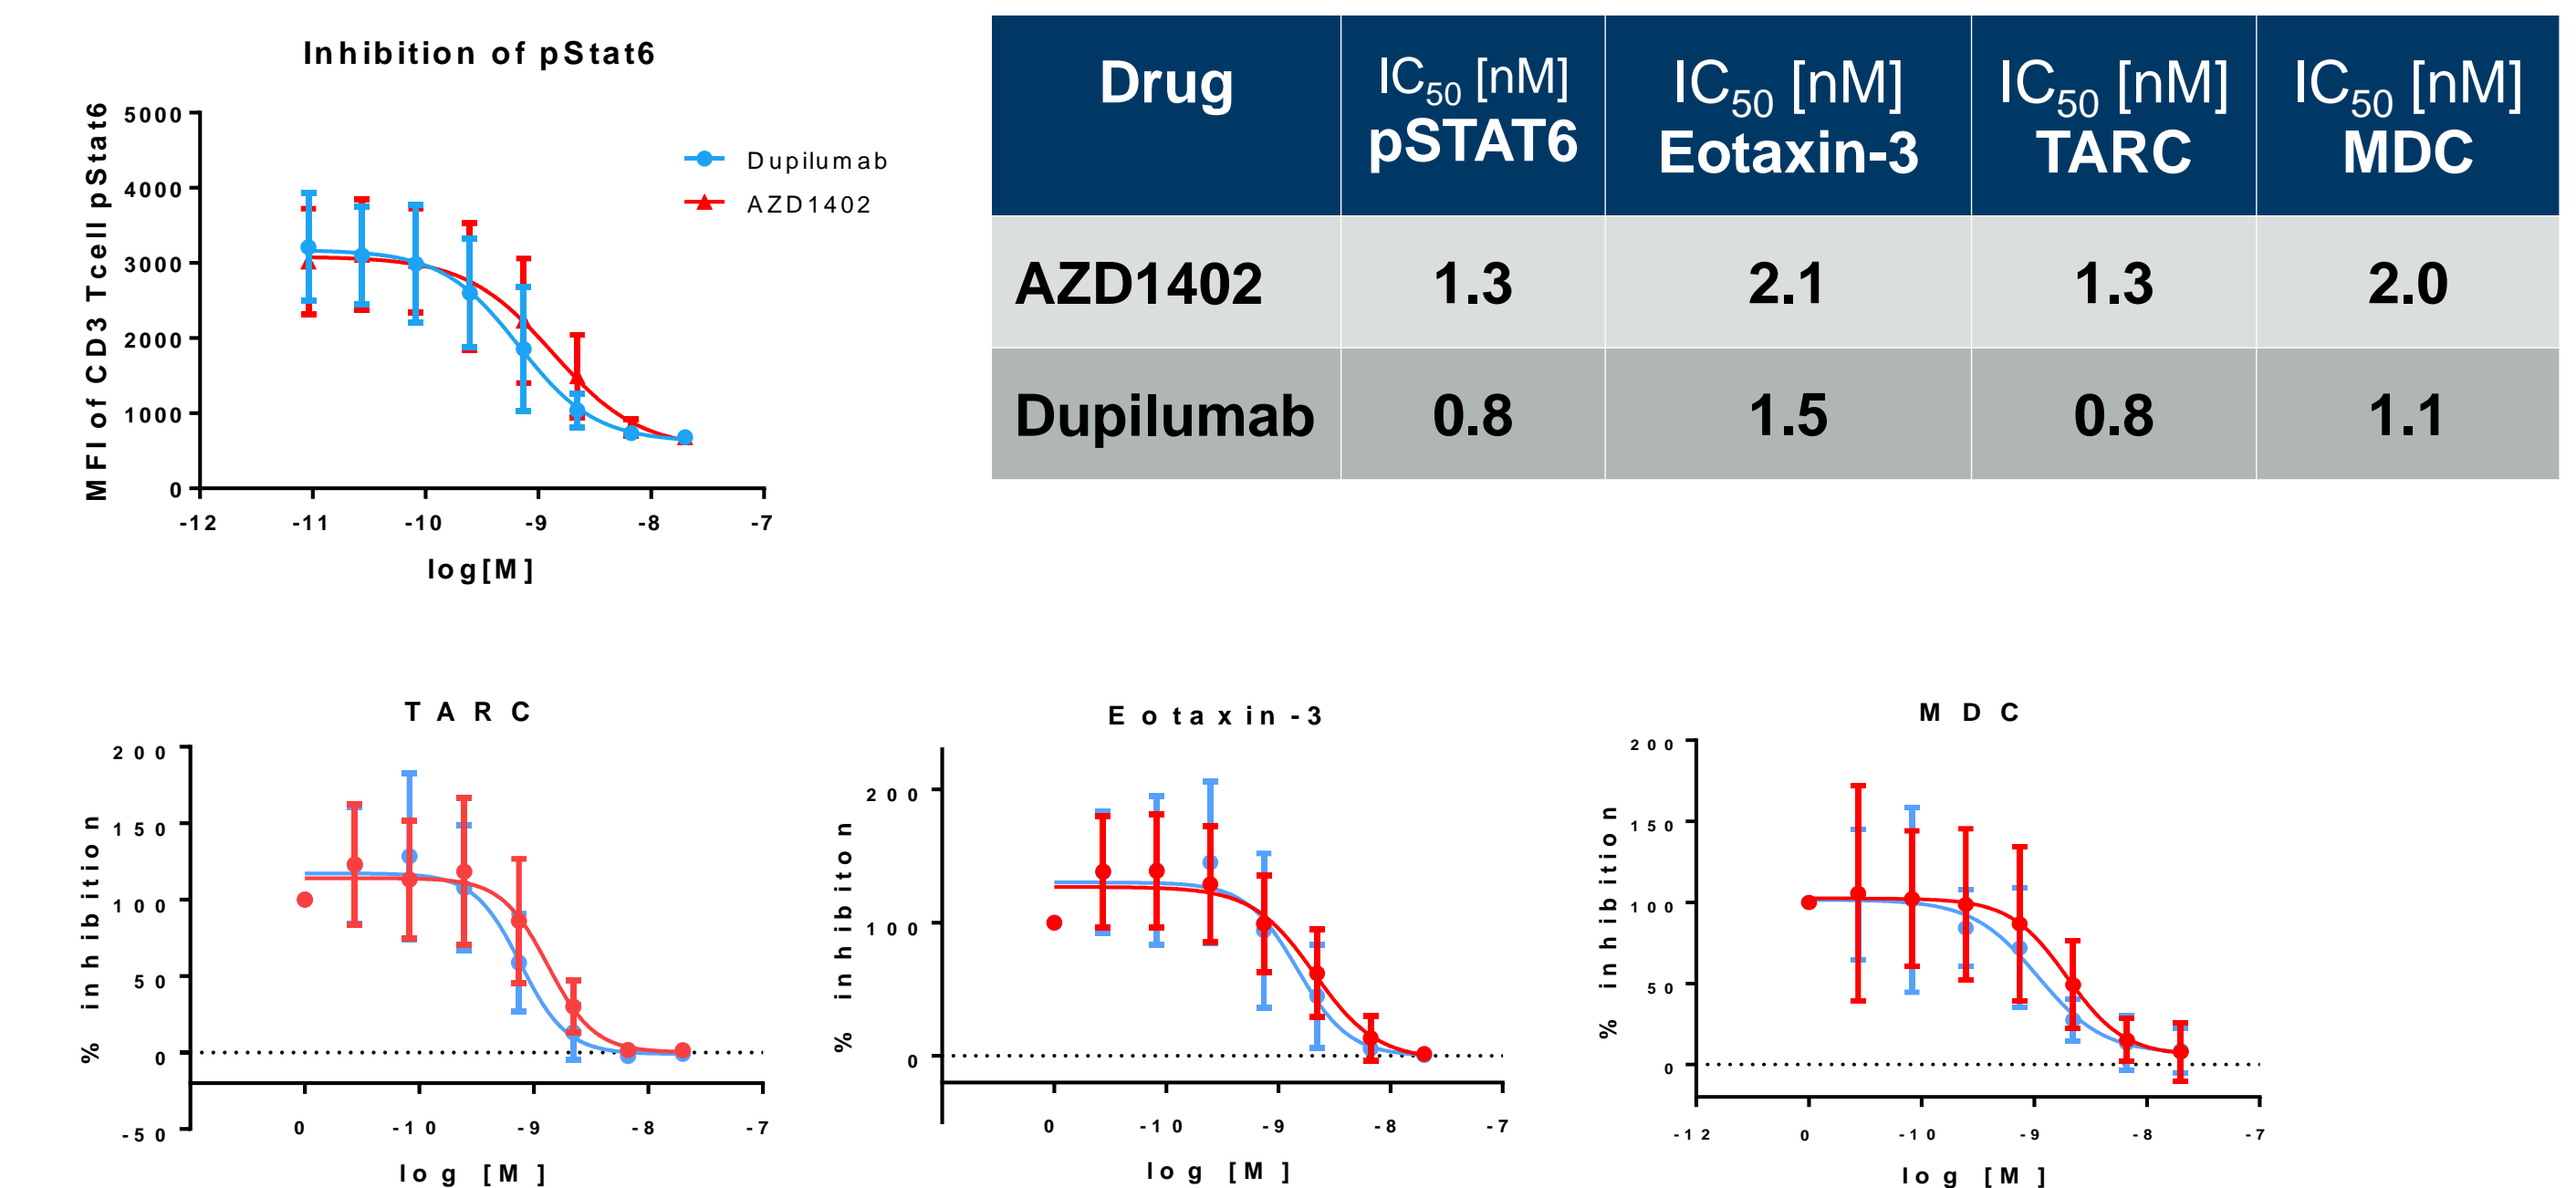 Inhibition of pStat6
MFI of CD3 Tcell pStat6
5000
4000
3000
2000
1000
0
-12 -11 -10 -9 -8 -7
log[M]
Dupilumab
AZD1402
Drug IC50 [nM] pSTAT6 IC50 [nM] Eotaxin-3 IC50 [nM] TARC IC50 [nM] MDC
AZD1402 1.3 2.1 1.3 2.0
Dupilumab 0.8 1.5 0.8 1.1
TARC
% inhibition
200
150
100
50
0
-50
0 -10 -9 -8 -7
log [M]
Eotaxin-3
% inhibiton
200
100
0
0 -10 -9 -8 -7
log [M]
MDC
% inhibition
200
150
100
50
0
-12 0 -10 -9 -8 -7
log [M]